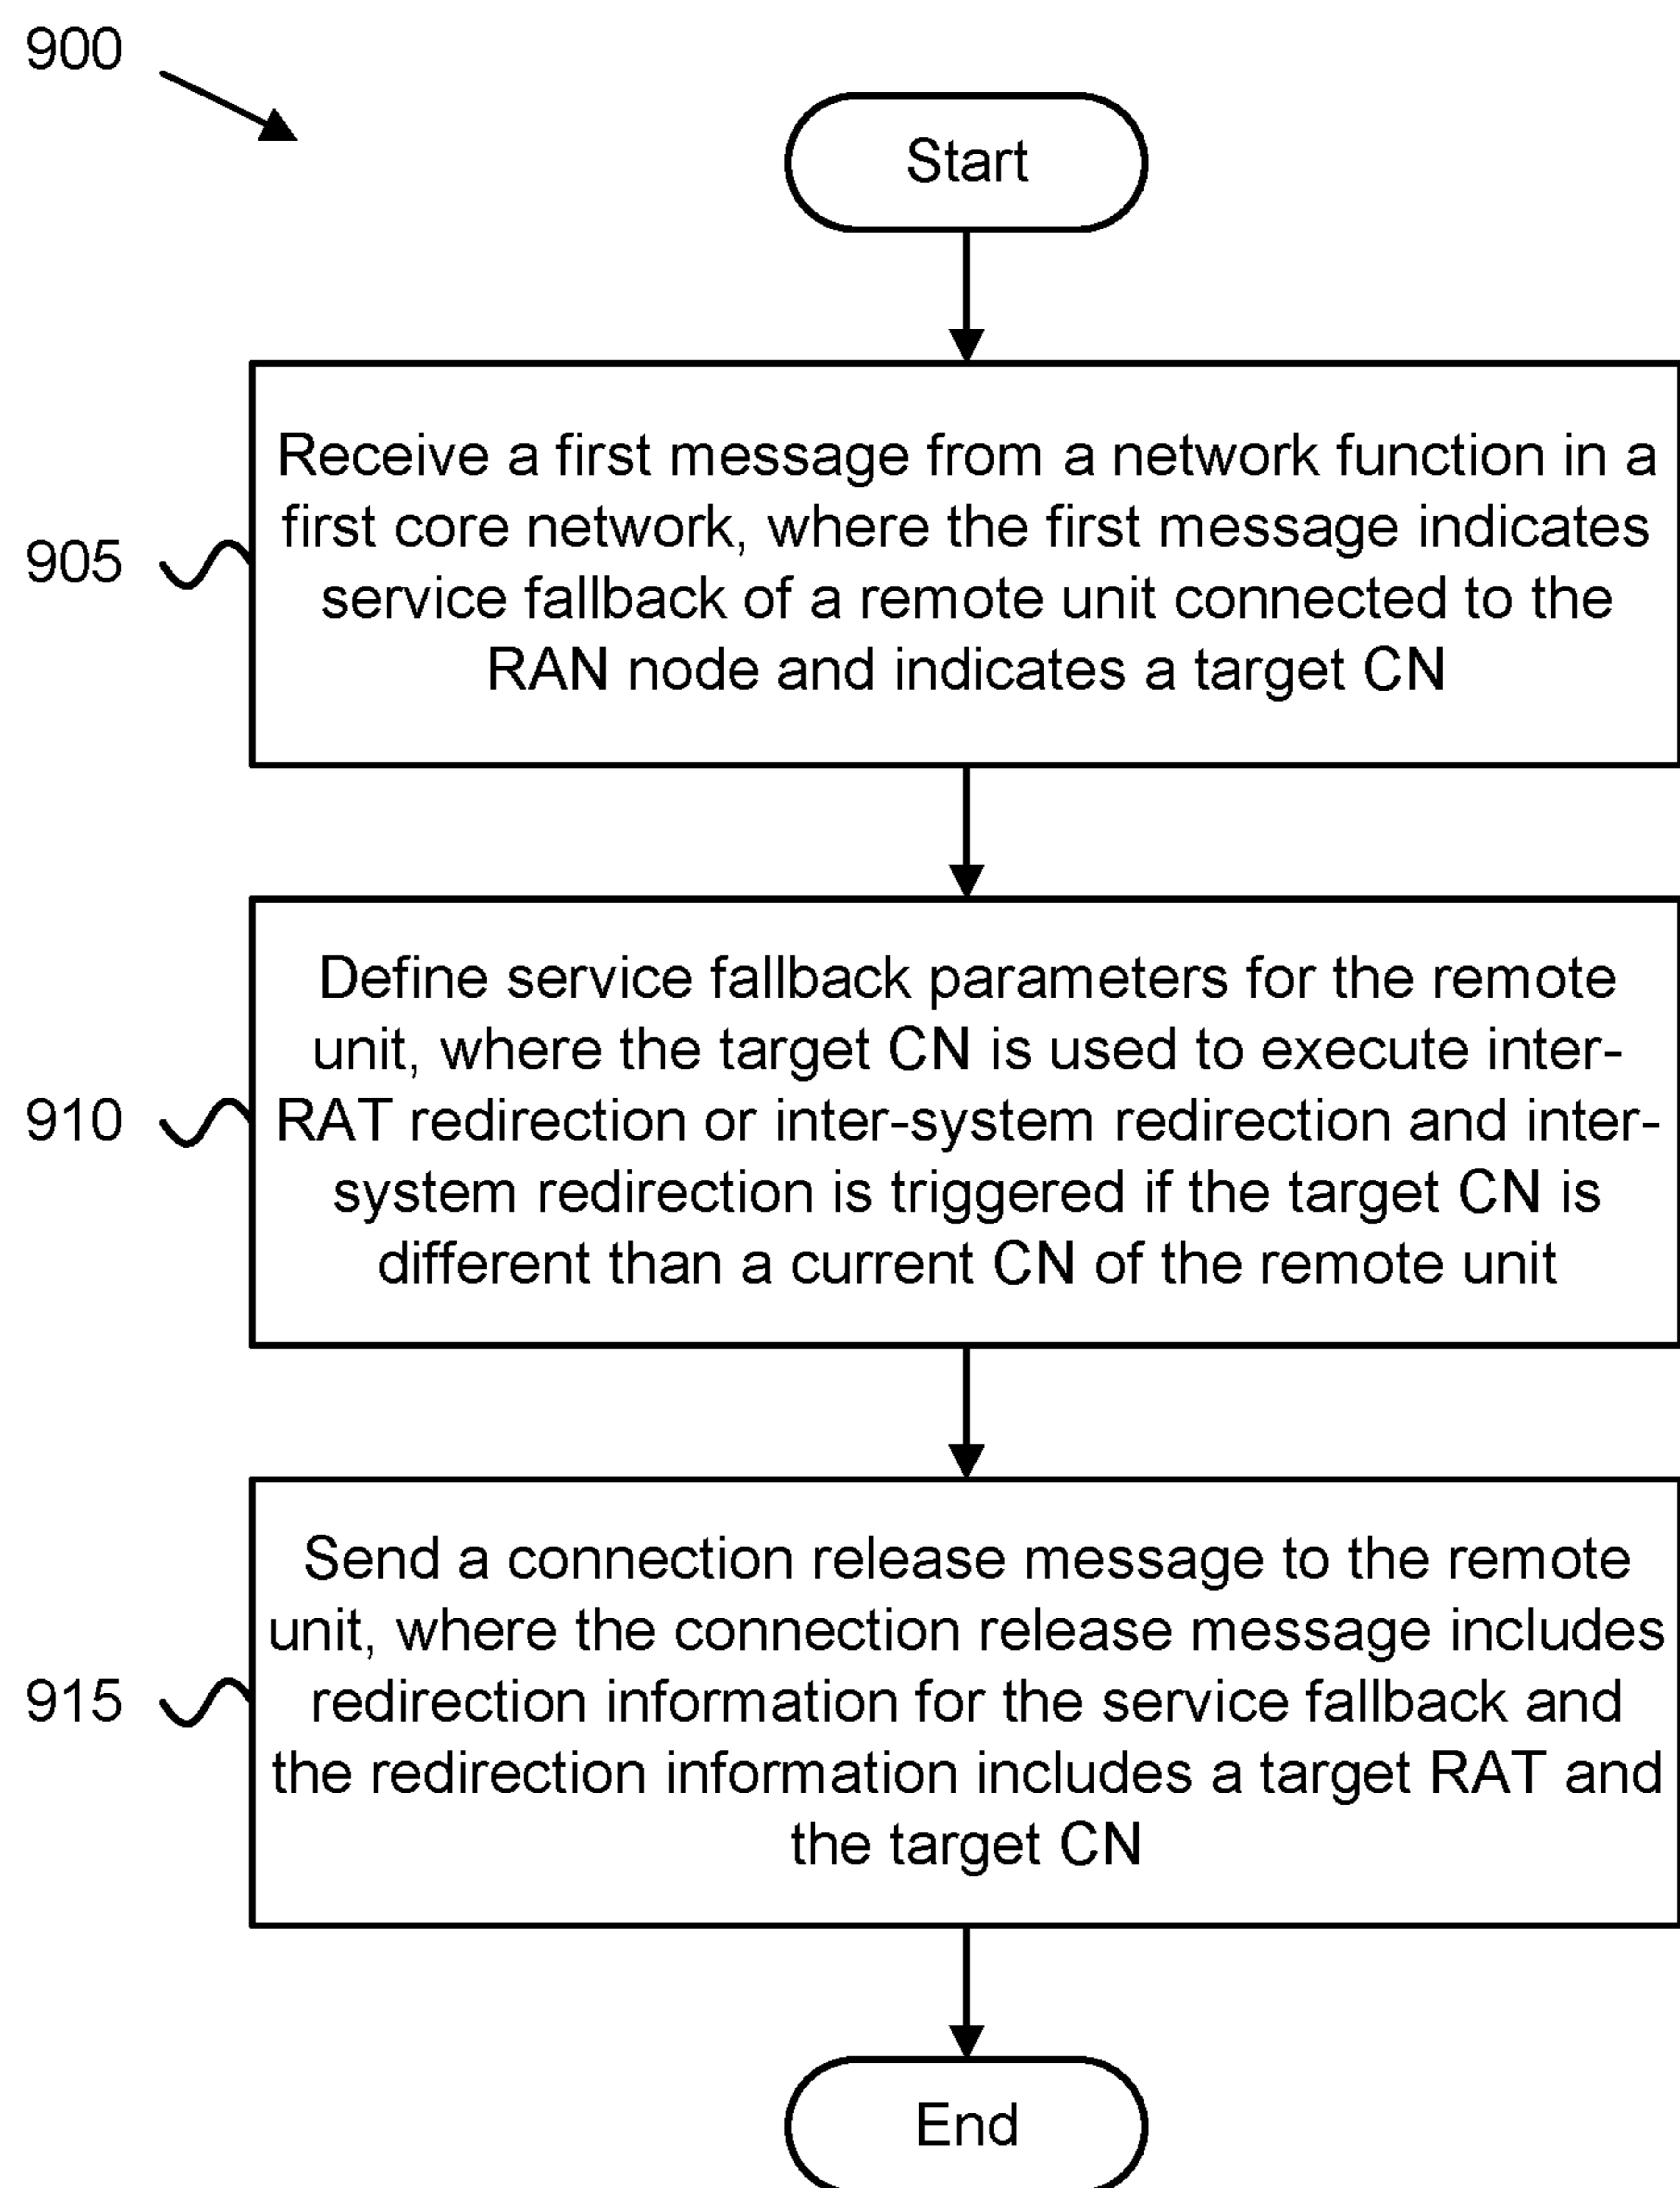 900
Start
905
Receive a first message from a network function in a
first core network, where the first message indicates
service fallback of a remote unit connected to the
RAN node and indicates a target CN
910
Define service fallback parameters for the remote
unit, where the target CN is used to execute inter-
RAT redirection or inter-system redirection and inter-
system redirection is triggered if the target CN is
different than a current CN of the remote unit
915
Send a connection release message to the remote
unit, where the connection release message includes
redirection information for the service fallback and
the redirection information includes a target RAT and
the target CN
End